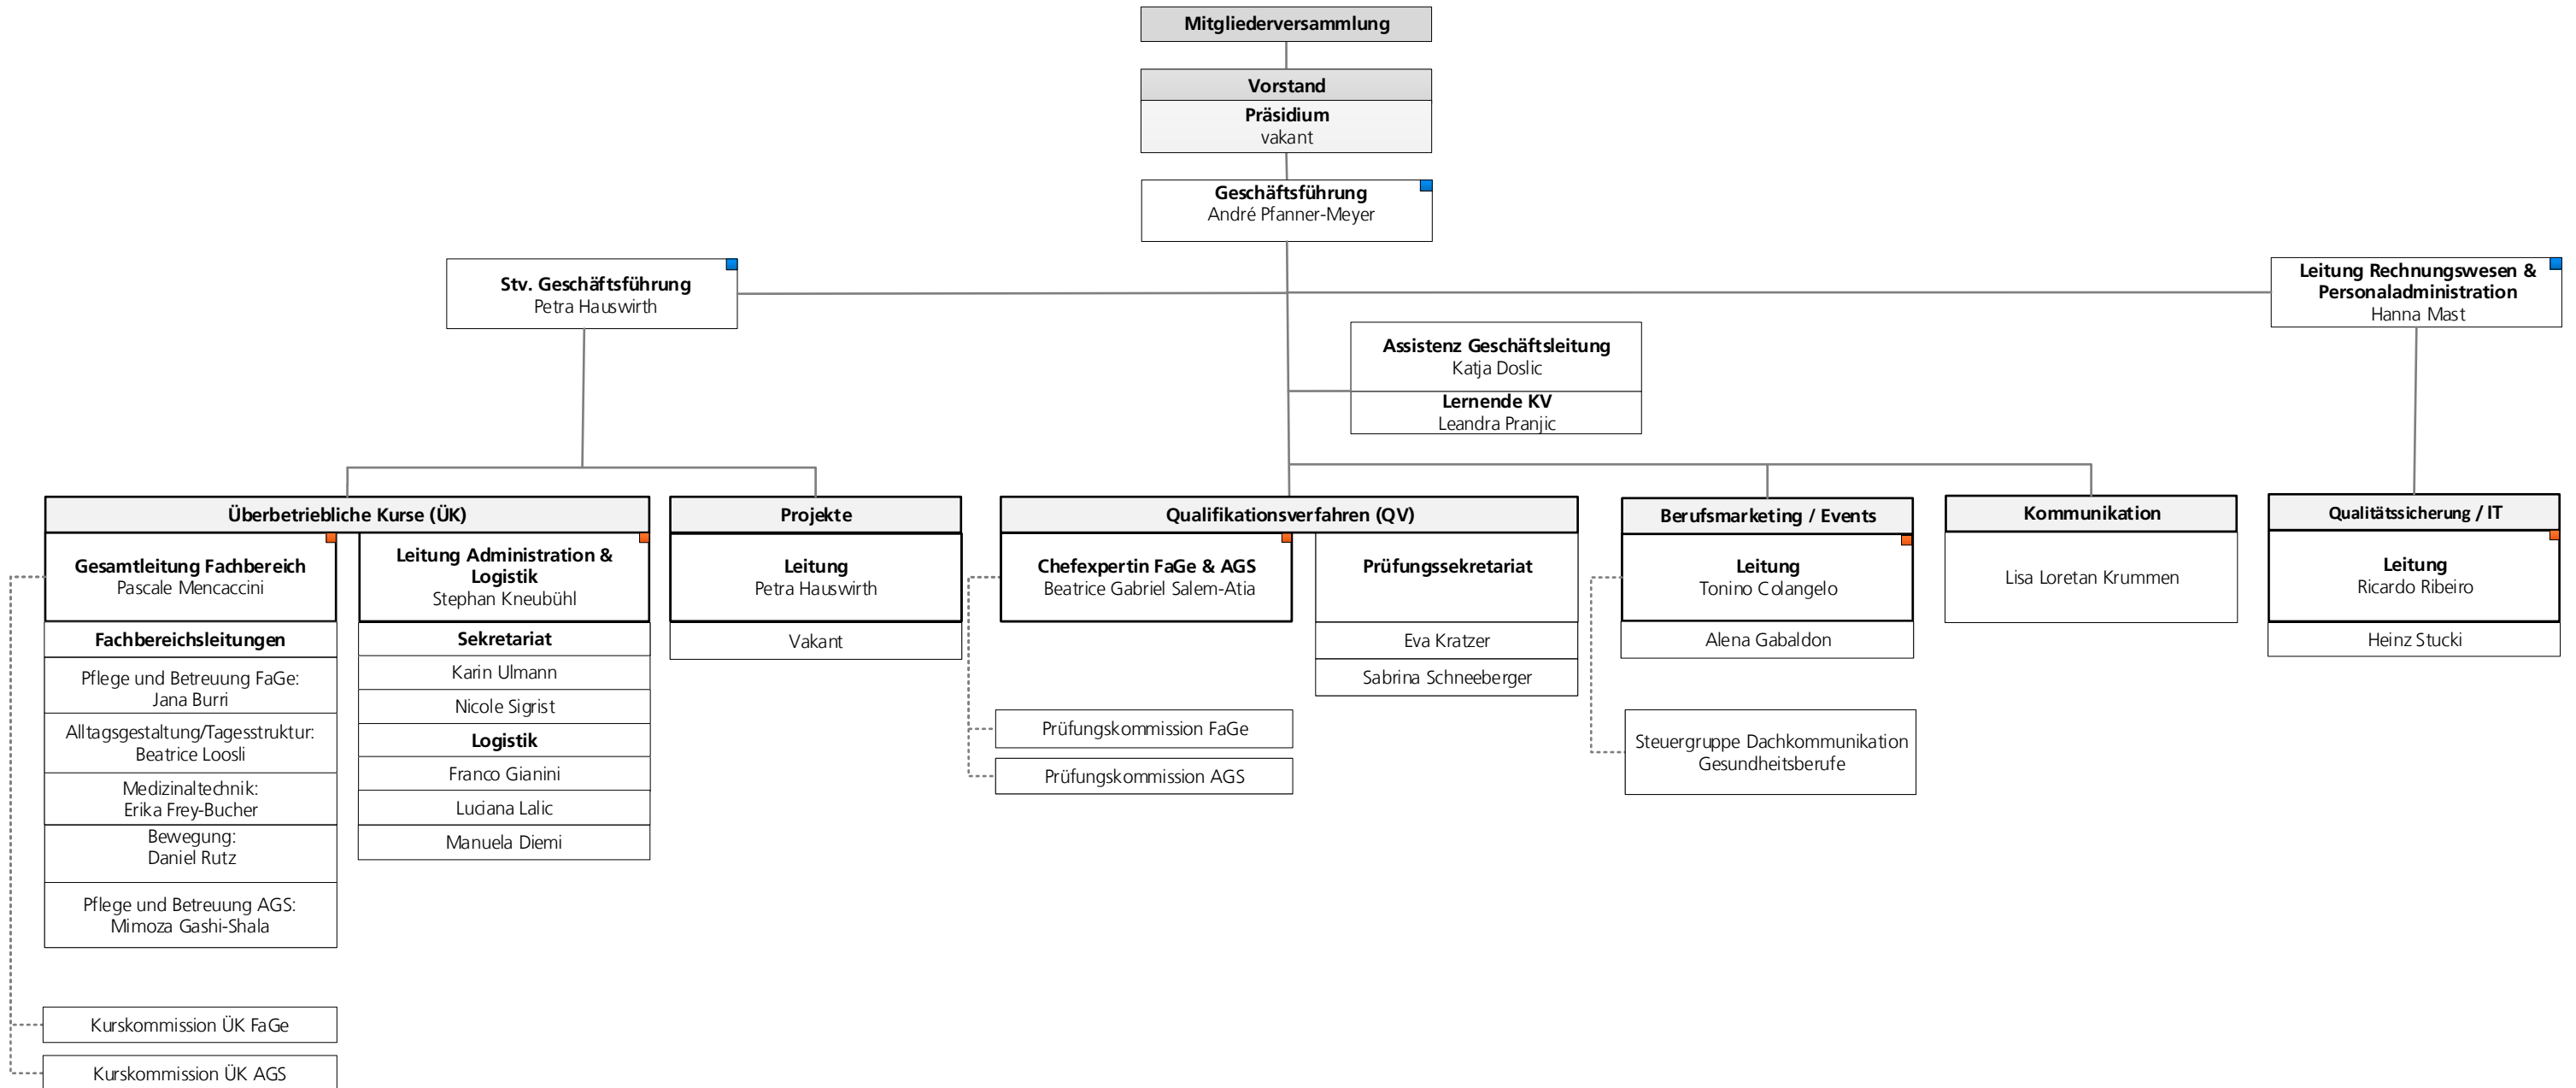 Mitgliederversammlung
Vorstand
Präsidium
vakant
Geschäftsführung
André Pfanner-Meyer
Stv. Geschäftsführung
Petra Hauswirth
Leitung Rechnungswesen &
Personaladministration
Hanna Mast
Assistenz Geschäftsleitung
Katja Doslic
Lernende KV
Leandra Pranjic
Überbetriebliche Kurse (ÜK)
Gesamtleitung Fachbereich
Pascale Mencaccini
Fachbereichsleitungen
Pflege und Betreuung FaGe:
Jana Burri
Alltagsgestaltung/Tagesstruktur:
Beatrice Loosli
Medizinaltechnik:
Erika Frey-Bucher
Bewegung:
Daniel Rutz
Pflege und Betreuung AGS:
Mimoza Gashi-Shala
Kurskommission ÜK FaGe
Kurskommission ÜK AGS
Leitung Administration &
Logistik
Stephan Kneubühl
Sekretariat
Karin Ulmann
Nicole Sigrist
Logistik
Franco Gianini
Luciana Lalic
Manuela Diemi
Projekte
Leitung
Petra Hauswirth
Vakant
Qualifikationsverfahren (QV)
Chefexpertin FaGe & AGS
Beatrice Gabriel Salem-Atia
Prüfungskommission FaGe
Prüfungskommission AGS
Prüfungssekretariat
Eva Kratzer
Sabrina Schneeberger
Berufsmarketing / Events
Leitung
Tonino Colangelo
Alena Gabaldon
Steuergruppe Dachkommunikation
Gesundheitsberufe
Kommunikation
Lisa Loretan Krummen
Qualitätssicherung / IT
Leitung
Ricardo Ribeiro
Heinz Stucki